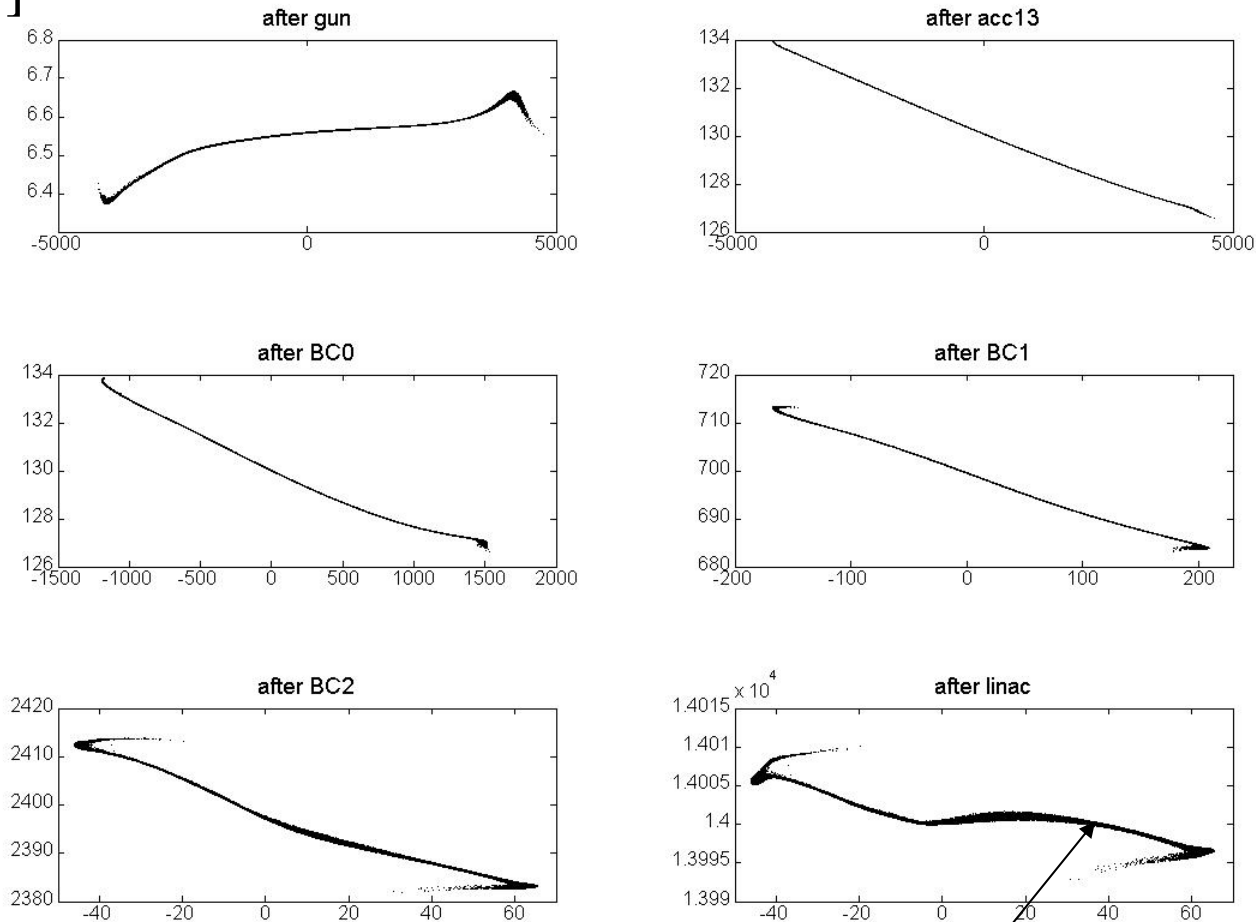 ]
after gun
6.8
6.7
6.6
6.5
6.4
-5000 0 5000
after acc13
134
132
130
128
126
-5000 0 5000
after BC0
134
132
130
128
126
-1500 -1000 -500 0 500 1000 1500 2000
after BC1
720
710
700
690
680
-200 -100 0 100 200
after BC2
2420
2410
2400
2390
2380
-40 -20 0 20 40 60
after linac
x 10^4
1.4015
1.401
1.4005
1.4
1.3995
1.399
-40 -20 0 20 40 60